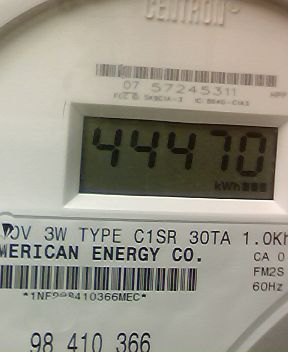 CENTRON
07 57245311
44470
kWh
0V 3W TYPE C1SR 30TA 1.0Kh
MERICAN ENERGY CO.
CA 0
FM2S
60Hz
98 410 366